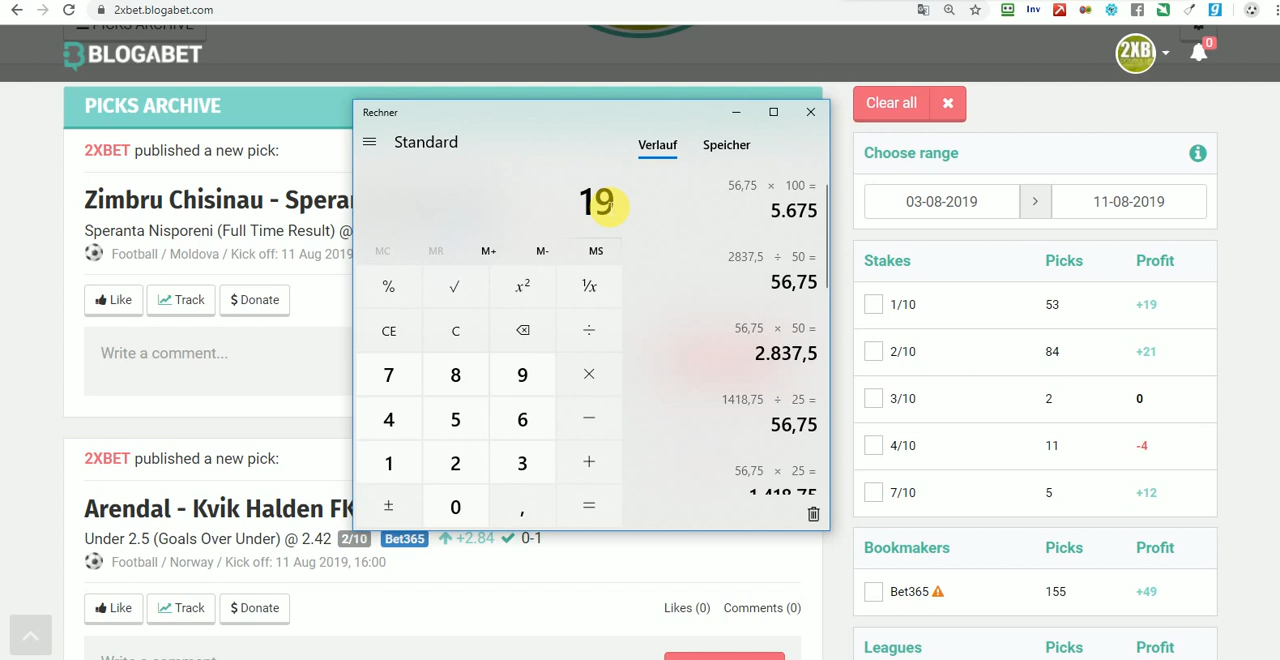 2xbet.blogabet.com
Inv
PICKS ARCHIVE
BLOGABET
2XB
0
PICKS ARCHIVE
2XBET published a new pick:
Zimbru Chisinau - Spera
Speranta Nisporeni (Full Time Result) @
Football / Moldova / Kick off: 11 Aug 2019
Like
Track
$ Donate
Write a comment...
2XBET published a new pick:
Arendal - Kvik Halden FK
Under 2.5 (Goals Over Under) @ 2.42 2/10 Bet365 +2.84 0-1
Football / Norway / Kick off: 11 Aug 2019, 16:00
Like
Track
$ Donate
Likes (0) Comments (0)
Rechner
Standard
19
MC MR M+ M- MS
% √ x² ¹/x
CE C ÷
7 8 9 ×
4 5 6 −
1 2 3 +
± 0 , =
Verlauf Speicher
56,75 × 100 =
5.675
2837,5 ÷ 50 =
56,75
56,75 × 50 =
2.837,5
1418,75 ÷ 25 =
56,75
56,75 × 25 =
1.418,75
Clear all ×
Choose range
03-08-2019 > 11-08-2019
Stakes Picks Profit
1/10 53 +19
2/10 84 +21
3/10 2 0
4/10 11 -4
7/10 5 +12
Bookmakers Picks Profit
Bet365 155 +49
Leagues Picks Profit